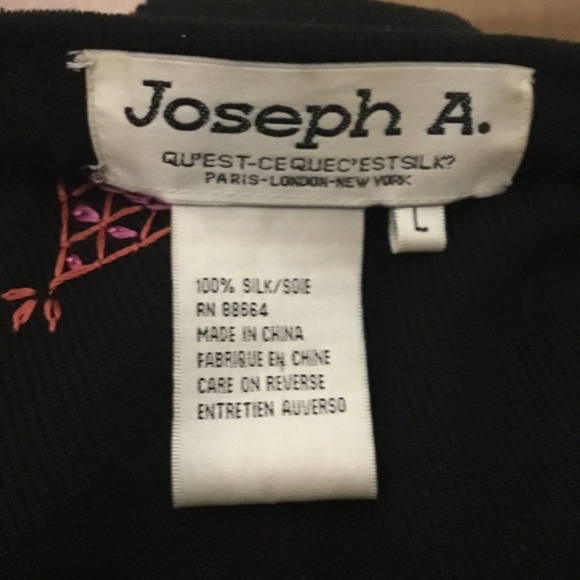 Joseph A.
QU'EST-CEQUEC'ESTSILK?
PARIS-LONDON-NEW YORK
L
100% SILK/SOIE
RN 88664
MADE IN CHINA
FABRIQUE EN CHINE
CARE ON REVERSE
ENTRETIEN AUVERSO